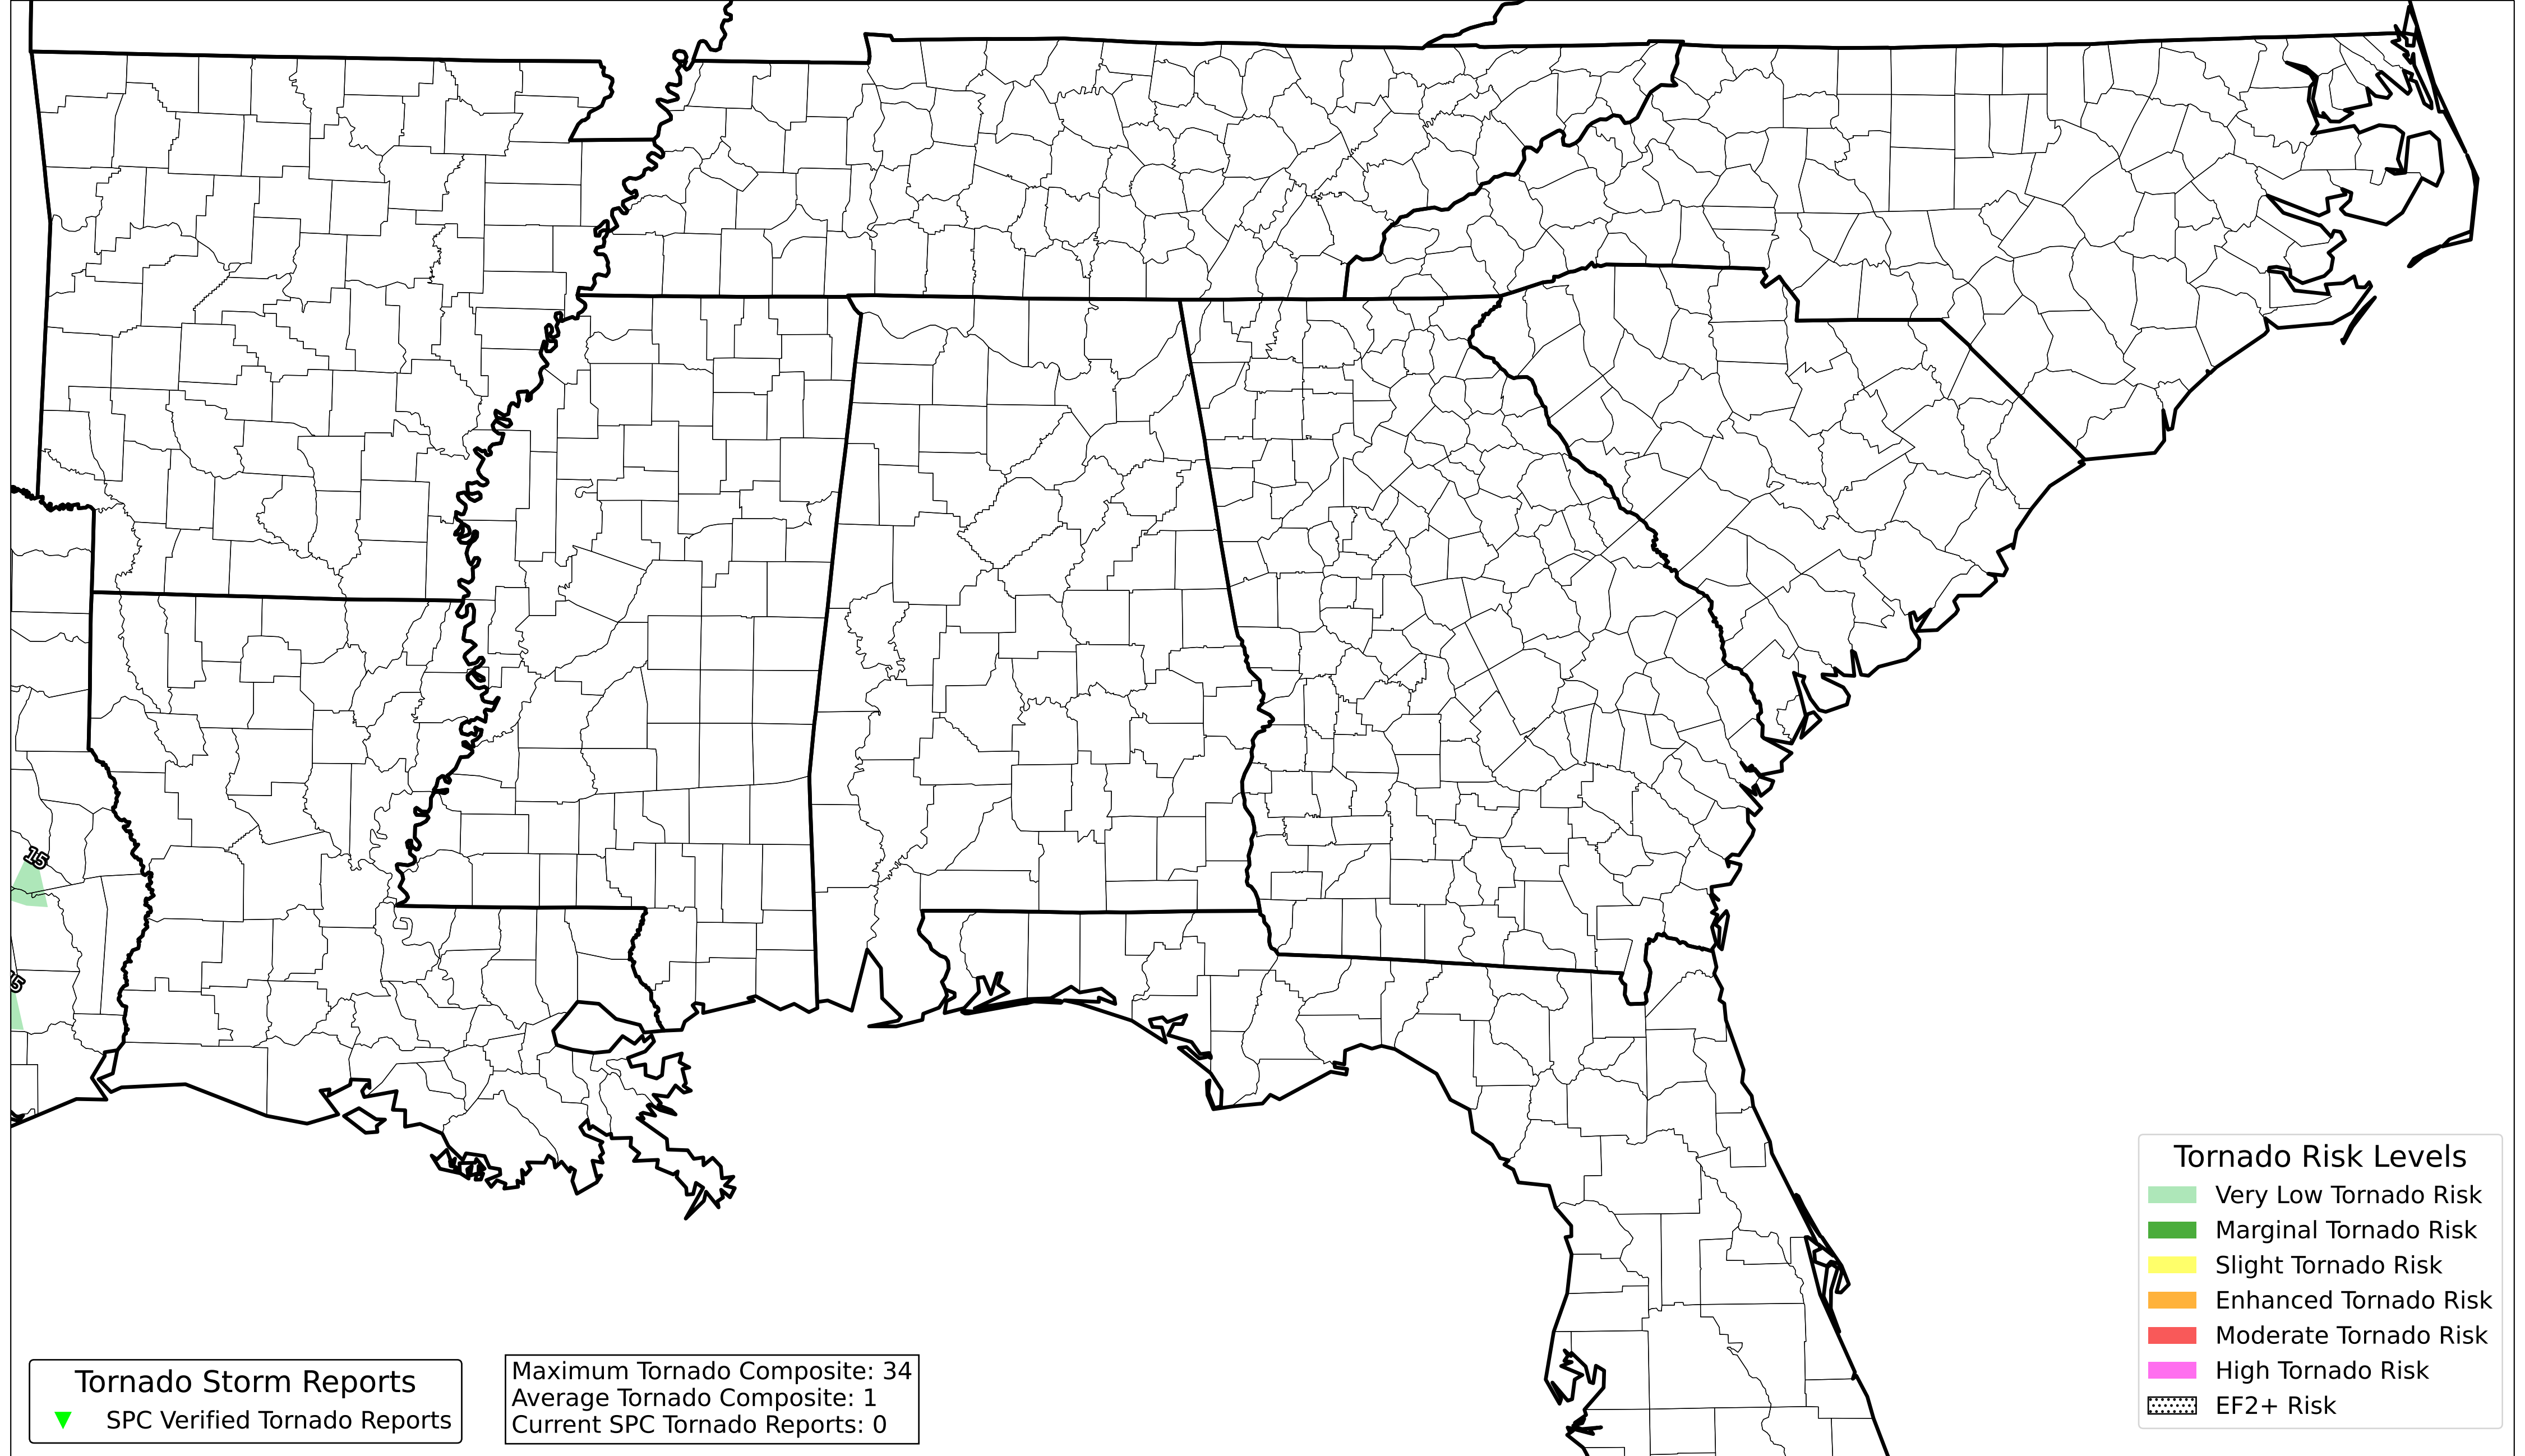 15
15
Tornado Risk Levels
Very Low Tornado Risk
Marginal Tornado Risk
Slight Tornado Risk
Enhanced Tornado Risk
Moderate Tornado Risk
High Tornado Risk
EF2+ Risk
Tornado Storm Reports
SPC Verified Tornado Reports
Maximum Tornado Composite: 34
Average Tornado Composite: 1
Current SPC Tornado Reports: 0